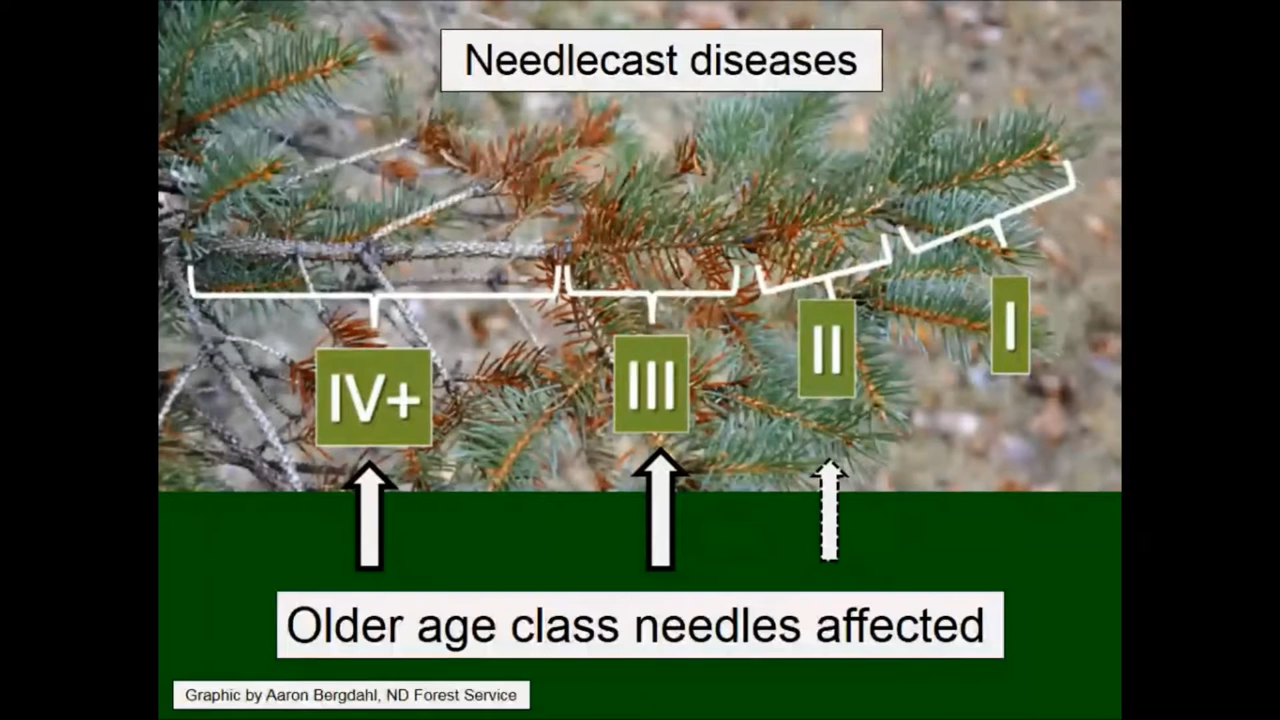 Needlecast diseases
I
II
III
IV+
Older age class needles affected
Graphic by Aaron Bergdahl, ND Forest Service